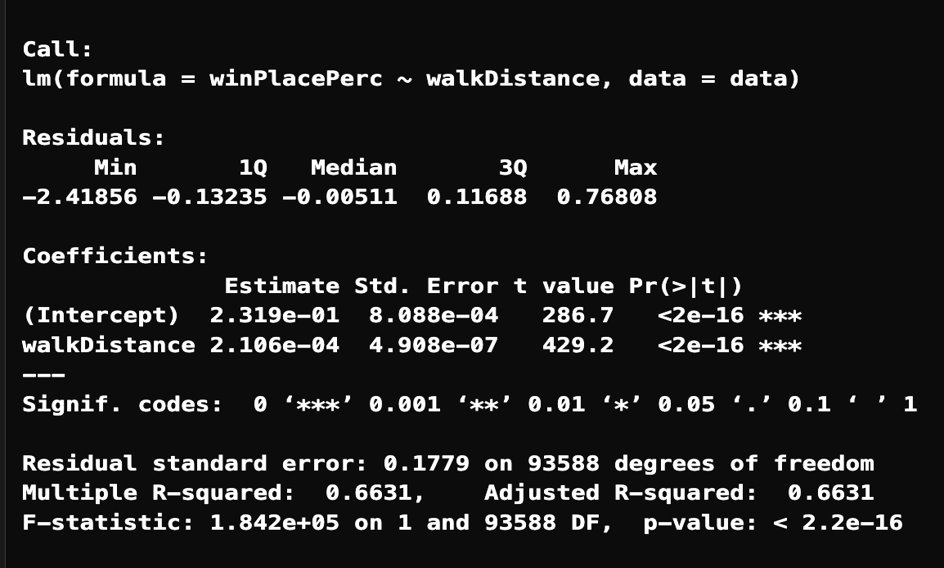 Call:
lm(formula = winPlacePerc ~ walkDistance, data = data)
Residuals:
     Min       1Q   Median       3Q      Max
-2.41856 -0.13235 -0.00511  0.11688  0.76808
Coefficients:
              Estimate Std. Error t value Pr(>|t|)
(Intercept)  2.319e-01  8.088e-04   286.7   <2e-16 ***
walkDistance 2.106e-04  4.908e-07   429.2   <2e-16 ***
---
Signif. codes:  0 ‘***’ 0.001 ‘**’ 0.01 ‘*’ 0.05 ‘.’ 0.1 ‘ ’ 1
Residual standard error: 0.1779 on 93588 degrees of freedom
Multiple R-squared:  0.6631,    Adjusted R-squared:  0.6631
F-statistic: 1.842e+05 on 1 and 93588 DF,  p-value: < 2.2e-16